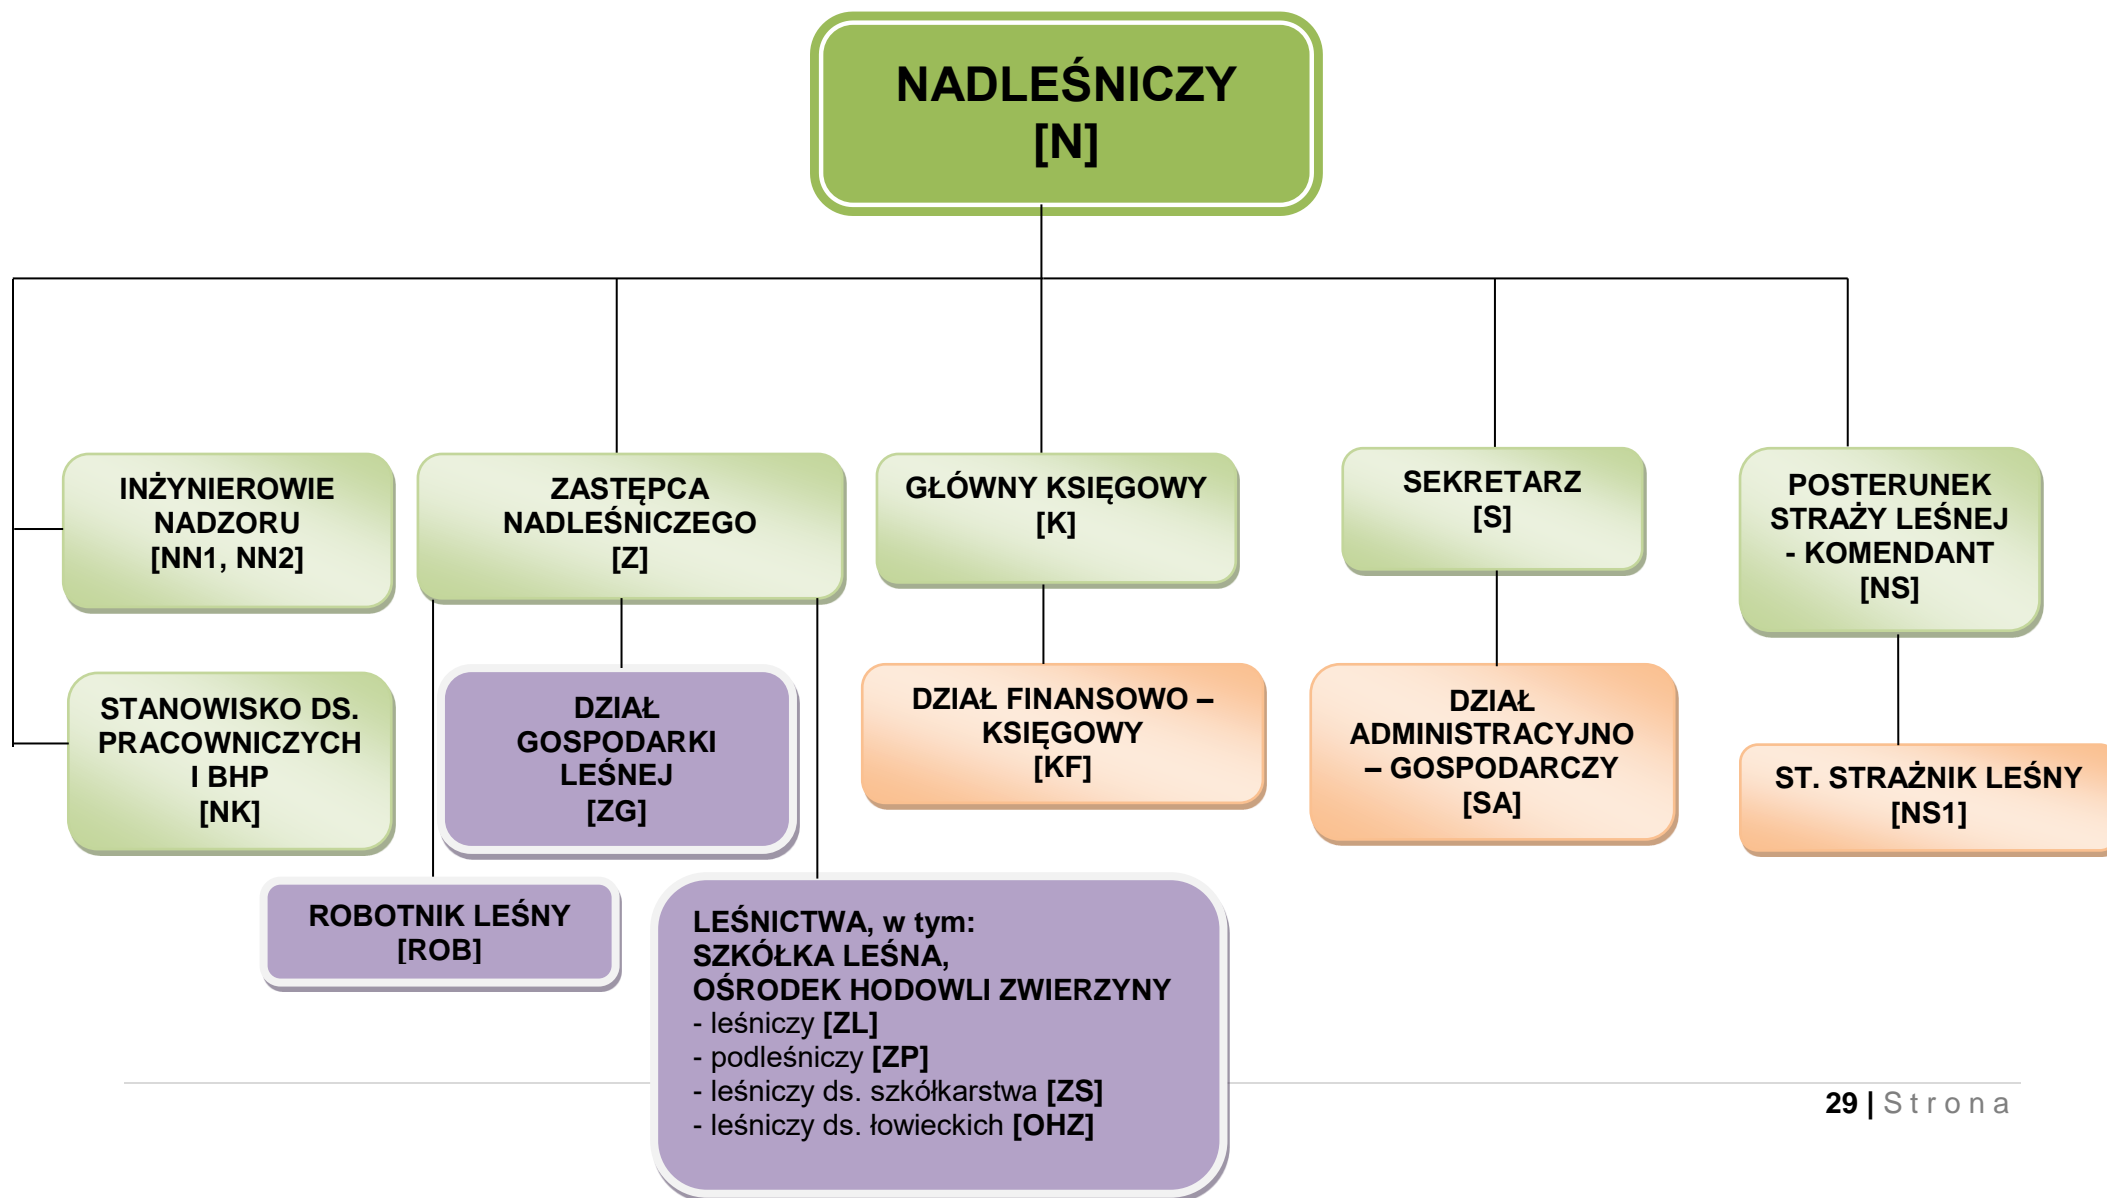 NADLEŚNICZY
[N]
INŻYNIEROWIE
NADZORU
[NN1, NN2]
ZASTĘPCA
NADLEŚNICZEGO
[Z]
GŁÓWNY KSIĘGOWY
[K]
SEKRETARZ
[S]
POSTERUNEK
STRAŻY LEŚNEJ
- KOMENDANT
[NS]
STANOWISKO DS.
PRACOWNICZYCH
I BHP
[NK]
DZIAŁ
GOSPODARKI
LEŚNEJ
[ZG]
DZIAŁ FINANSOWO –
KSIĘGOWY
[KF]
DZIAŁ
ADMINISTRACYJNO
– GOSPODARCZY
[SA]
ST. STRAŻNIK LEŚNY
[NS1]
ROBOTNIK LEŚNY
[ROB]
LEŚNICTWA, w tym:
SZKÓŁKA LEŚNA,
OŚRODEK HODOWLI ZWIERZYNY
- leśniczy [ZL]
- podleśniczy [ZP]
- leśniczy ds. szkółkarstwa [ZS]
- leśniczy ds. łowieckich [OHZ]
29 | Strona